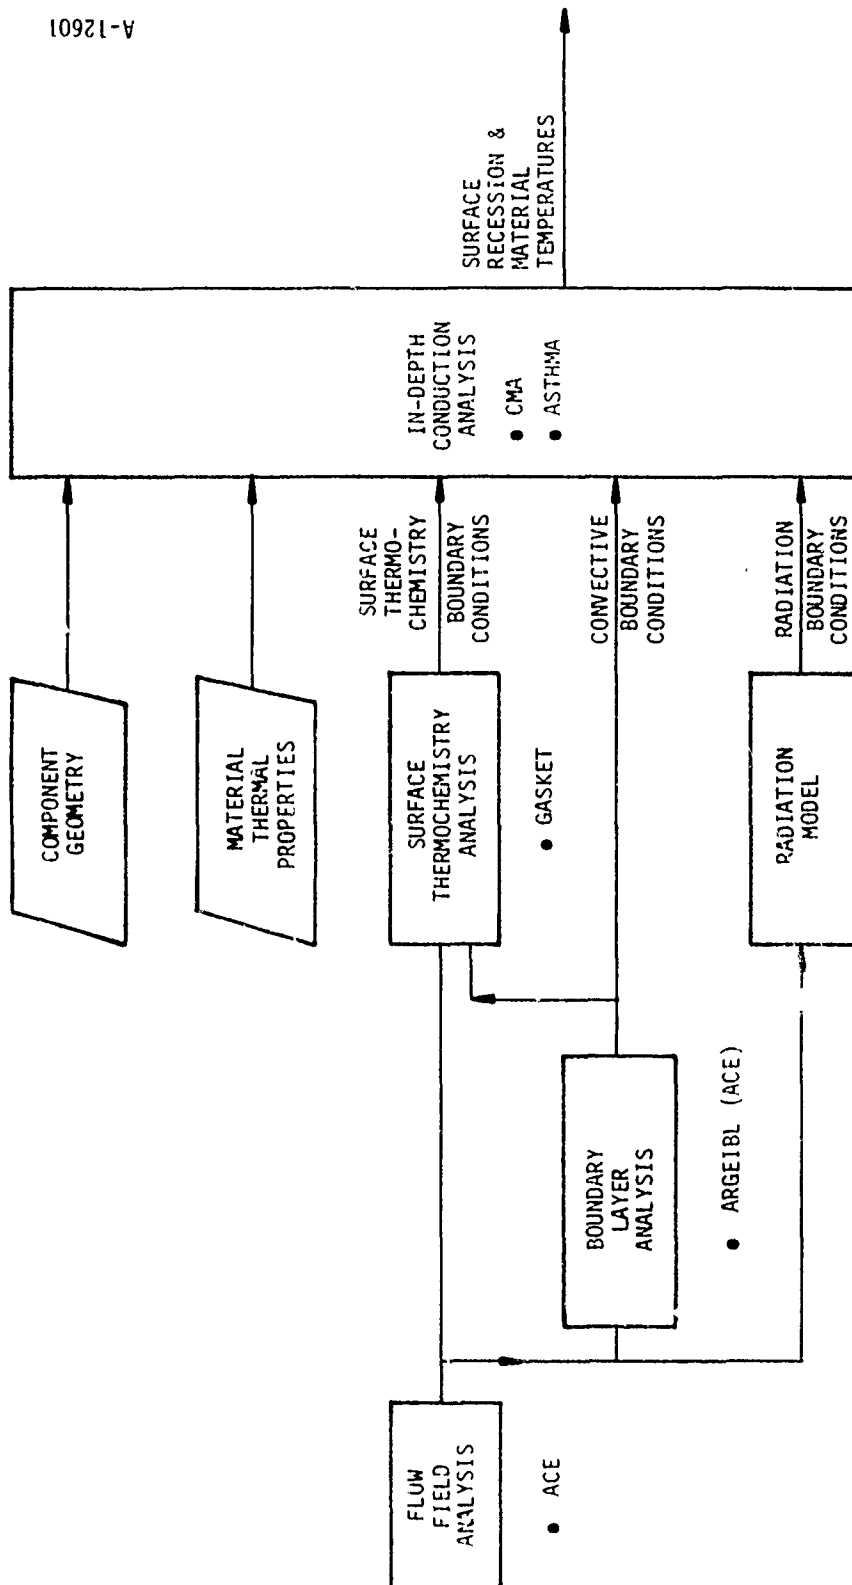 A-12601
FLOW
FIELD
ANALYSIS
● ACE
BOUNDARY
LAYER
ANALYSIS
● ARGEIBL (ACE)
COMPONENT
GEOMETRY
MATERIAL
THERMAL
PROPERTIES
SURFACE
THERMOCHEMISTRY
ANALYSIS
● GASKET
RADIATION
MODEL
SURFACE
THERMO-
CHEMISTRY
BOUNDARY
CONDITIONS
CONVECTIVE
BOUNDARY
CONDITIONS
RADIATION
BOUNDARY
CONDITIONS
IN-DEPTH
CONDUCTION
ANALYSIS
● CMA
● ASTHMA
SURFACE
RECESSION &
MATERIAL
TEMPERATURES